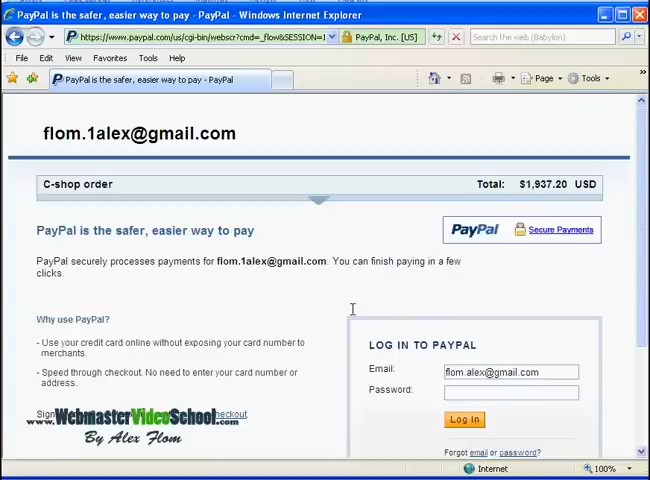 PayPal is the safer, easier way to pay - PayPal - Windows Internet Explorer
https://www.paypal.com/us/cgi-bin/webscr?cmd=_flow&SESSION=1
PayPal, Inc. [US]
Search the web (Babylon)
File Edit View Favorites Tools Help
PayPal is the safer, easier way to pay - PayPal
Page Tools
flom.1alex@gmail.com
C-shop order Total: $1,937.20 USD
PayPal is the safer, easier way to pay
PayPal Secure Payments
PayPal securely processes payments for flom.1alex@gmail.com. You can finish paying in a few
clicks.
Why use PayPal?
- Use your credit card online without exposing your card number to
merchants.
- Speed through checkout. No need to enter your card number or
address.
LOG IN TO PAYPAL
Email: flom.alex@gmail.com
Password:
Log In
Forgot email or password?
checkout
www.WebmasterVideoSchool.com
By Alex Flom
Internet 100%